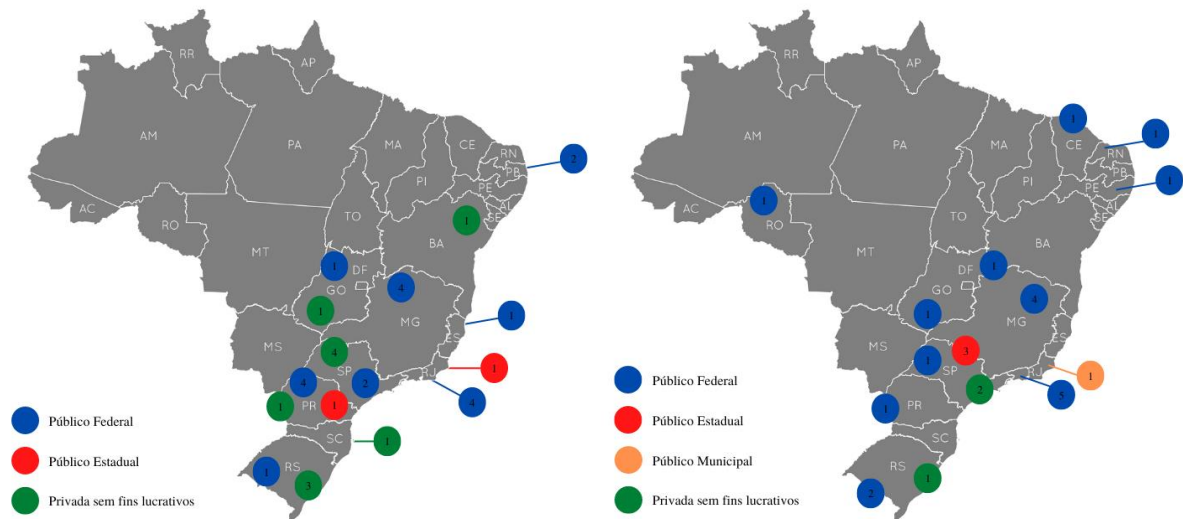 RR
AP
AM
PA
MA
CE
RN
2
PB
PI
PE
AL
SE
AC
RO
TO
1
BA
MT
1
DF
GO
4
1
MG
1
ES
MS
4
SP
RJ
1
4
2
4
1
PR
1
SC
1
RS
1
3
Público Federal
Público Estadual
Privada sem fins lucrativos
RR
AP
1
1
AM
PA
MA
CE
RN
PB
1
PI
PE
AL
SE
AC
1
RO
TO
BA
MT
DF
1
GO
4
1
MG
ES
MS
3
1
SP
RJ
1
2
5
1
PR
SC
RS
1
2
Público Federal
Público Estadual
Público Municipal
Privada sem fins lucrativos